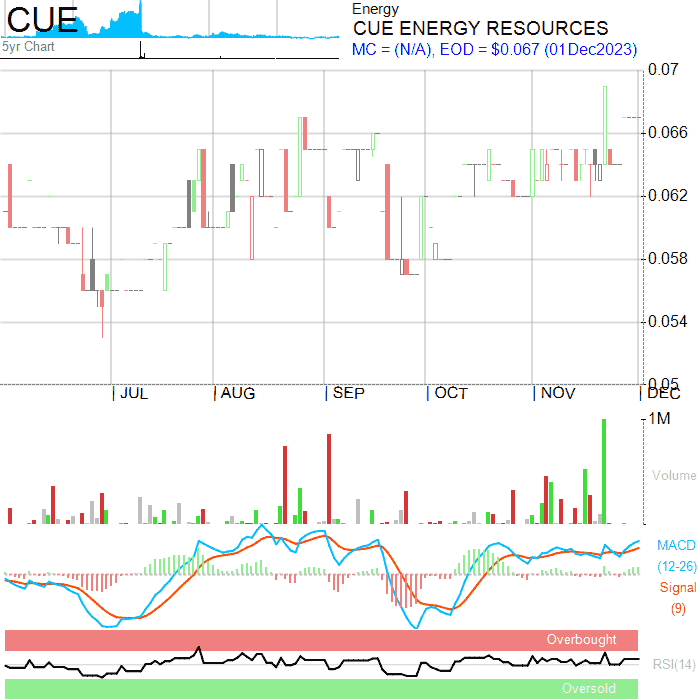 CUE
5yr Chart
Energy
CUE ENERGY RESOURCES
MC = (N/A), EOD = $0.067 (01Dec2023)
0.07
0.066
0.062
0.058
0.054
0.05
JUL AUG SEP OCT NOV DEC
1M
Volume
MACD
(12-26)
Signal
(9)
Overbought
RSI(14)
Oversold